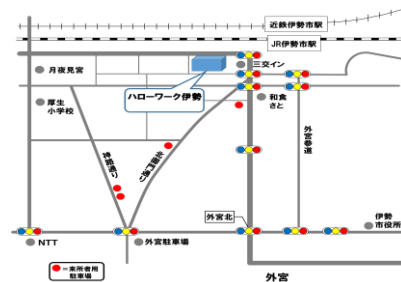 近鉄伊勢市駅
JR伊勢市駅
三交イン
月夜見宮
ハローワーク伊勢
和食
さと
厚生
小学校
外宮参道
外宮北
伊勢
市役所
NTT
外宮駐車場
=来所者用
駐車場
外宮